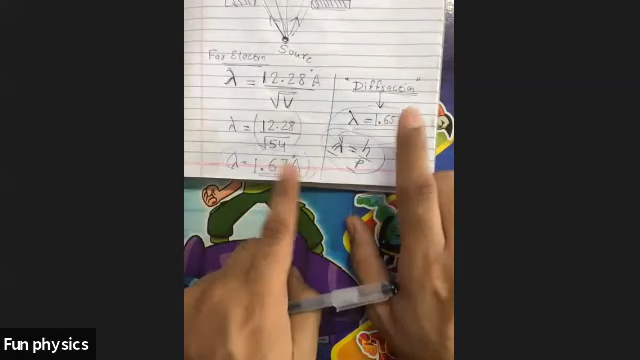 Source
For Electron
λ = 12.28 Å
√V
λ = 12.28
√54
λ = 1.67 Å
"Diffraction"
λ = 1.65
λ = h
p
Fun physics